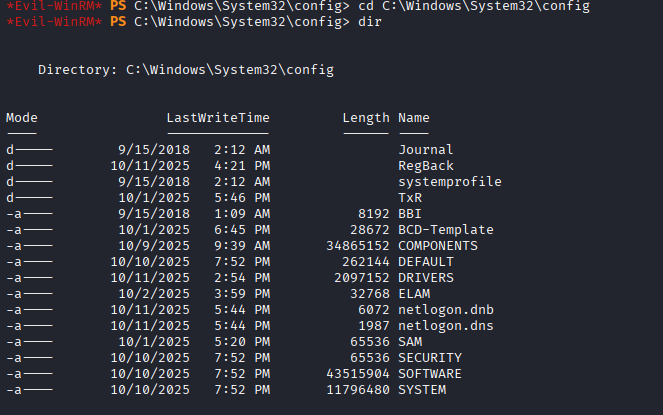 *Evil-WinRM* PS C:\Windows\System32\config> cd C:\Windows\System32\config
*Evil-WinRM* PS C:\Windows\System32\config> dir
Directory: C:\Windows\System32\config
Mode LastWriteTime Length Name
---- ------------- ------ ----
d----- 9/15/2018 2:12 AM Journal
d----- 10/11/2025 4:21 PM RegBack
d----- 9/15/2018 2:12 AM systemprofile
d----- 10/1/2025 5:46 PM TxR
-a---- 9/15/2018 1:09 AM 8192 BBI
-a---- 10/1/2025 6:45 PM 28672 BCD-Template
-a---- 10/9/2025 9:39 AM 34865152 COMPONENTS
-a---- 10/10/2025 7:52 PM 262144 DEFAULT
-a---- 10/11/2025 2:54 PM 2097152 DRIVERS
-a---- 10/2/2025 3:59 PM 32768 ELAM
-a---- 10/11/2025 5:44 PM 6072 netlogon.dnb
-a---- 10/11/2025 5:44 PM 1987 netlogon.dns
-a---- 10/1/2025 5:20 PM 65536 SAM
-a---- 10/10/2025 7:52 PM 65536 SECURITY
-a---- 10/10/2025 7:52 PM 43515904 SOFTWARE
-a---- 10/10/2025 7:52 PM 11796480 SYSTEM